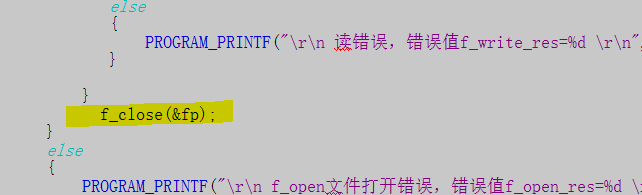 else
{
PROGRAM_PRINTF("\r\n 读错误，错误值f_write_res=%d \r\n",
}
}
f_close(&fp);
}
else
{
PROGRAM_PRINTF("\r\n f_open文件打开错误，错误值f_open_res=%d \